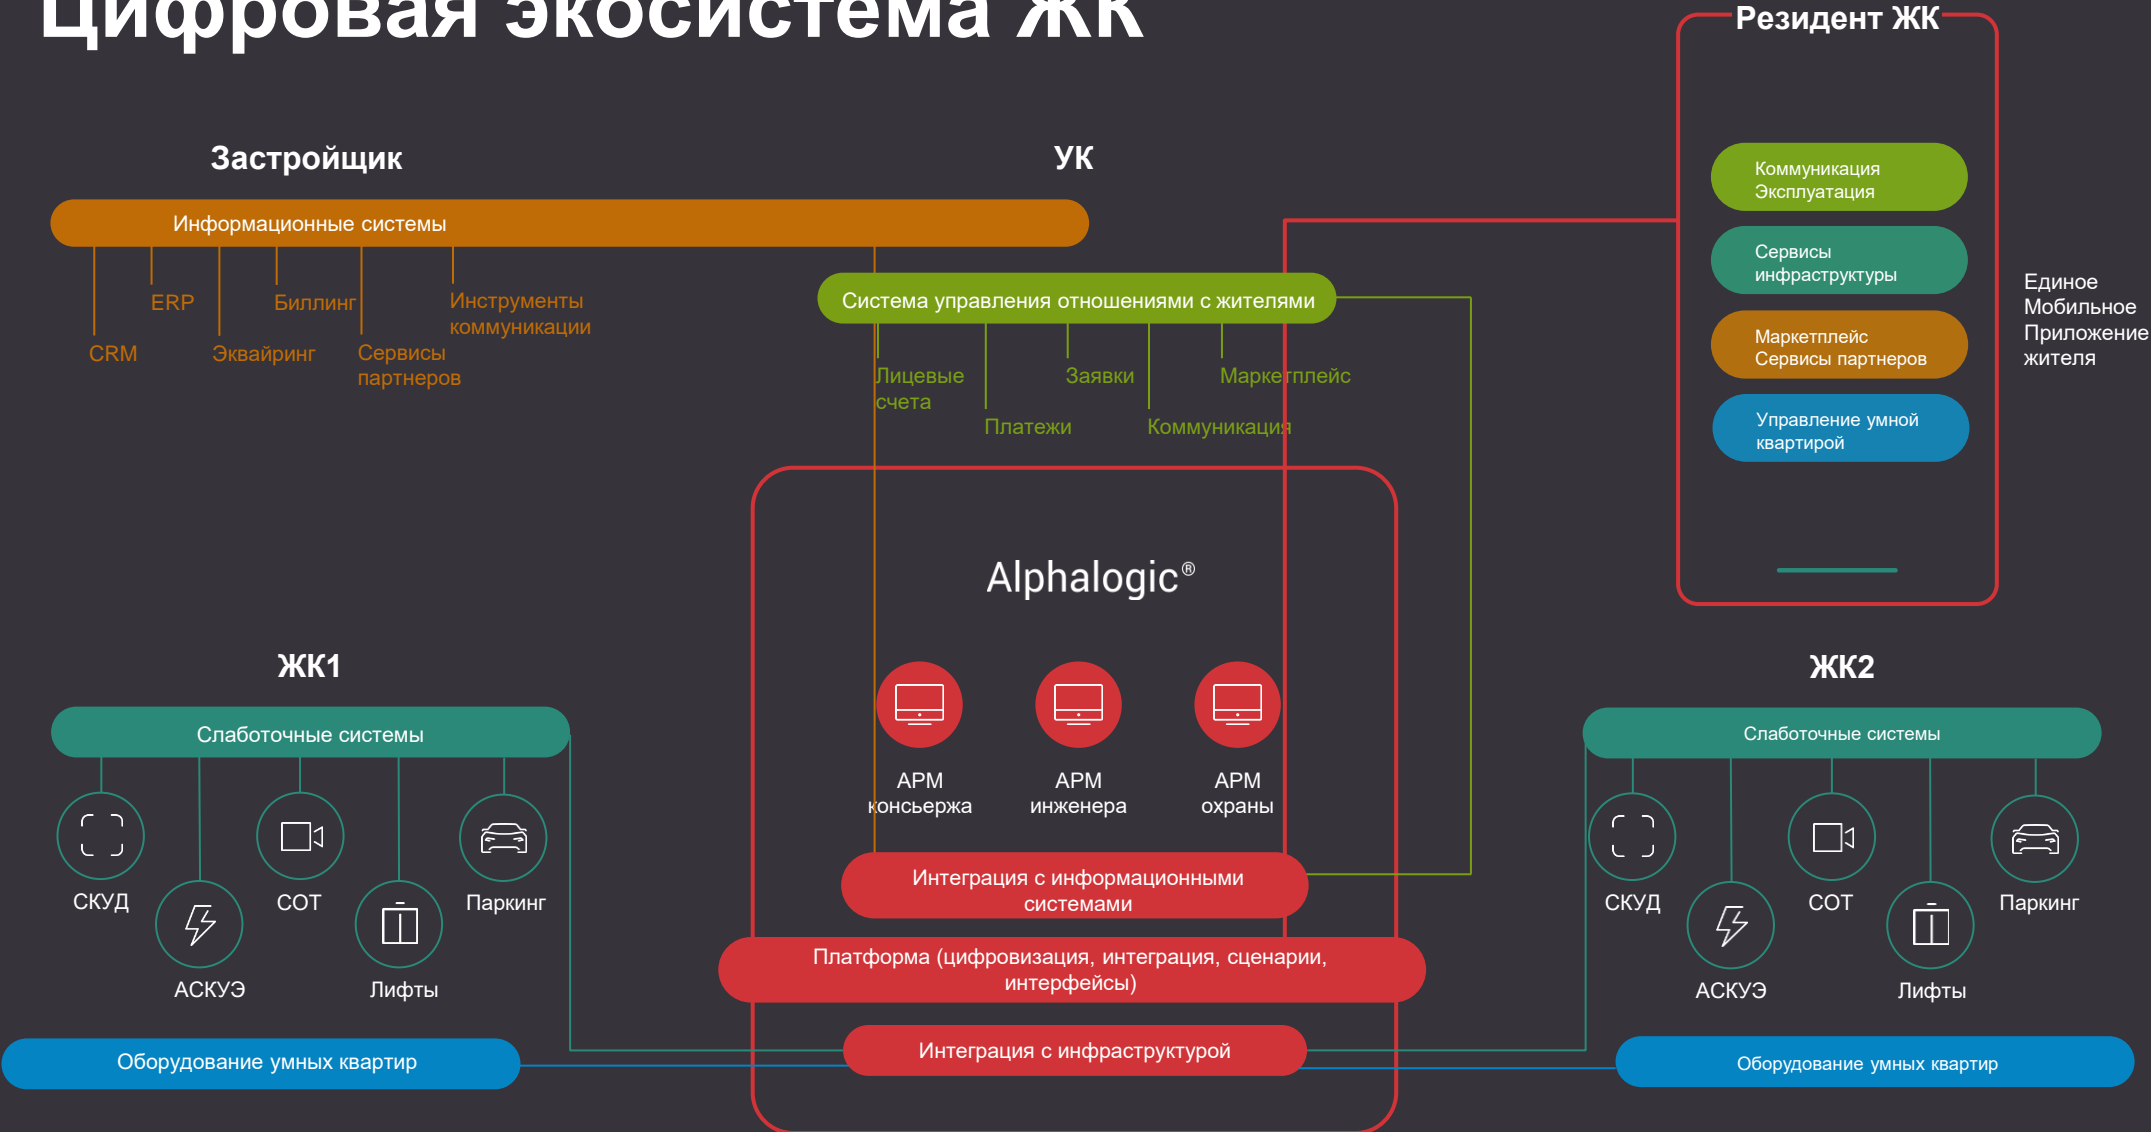 Цифровая экосистема ЖК
Резидент ЖК
Застройщик
УК
Информационные системы
ERP
Биллинг
Инструменты
коммуникации
CRM
Эквайринг
Сервисы
партнеров
Система управления отношениями с жителями
Лицевые
счета
Заявки
Маркетплейс
Платежи
Коммуникация
Коммуникация
Эксплуатация
Сервисы
инфраструктуры
Маркетплейс
Сервисы партнеров
Управление умной
квартирой
Единое
Мобильное
Приложение
жителя
Alphalogic®
АРМ
консьержа
АРМ
инженера
АРМ
охраны
Интеграция с информационными
системами
Платформа (цифровизация, интеграция, сценарии,
интерфейсы)
Интеграция с инфраструктурой
ЖК1
Слаботочные системы
СКУД
СОТ
Паркинг
АСКУЭ
Лифты
Оборудование умных квартир
ЖК2
Слаботочные системы
СКУД
СОТ
Паркинг
АСКУЭ
Лифты
Оборудование умных квартир